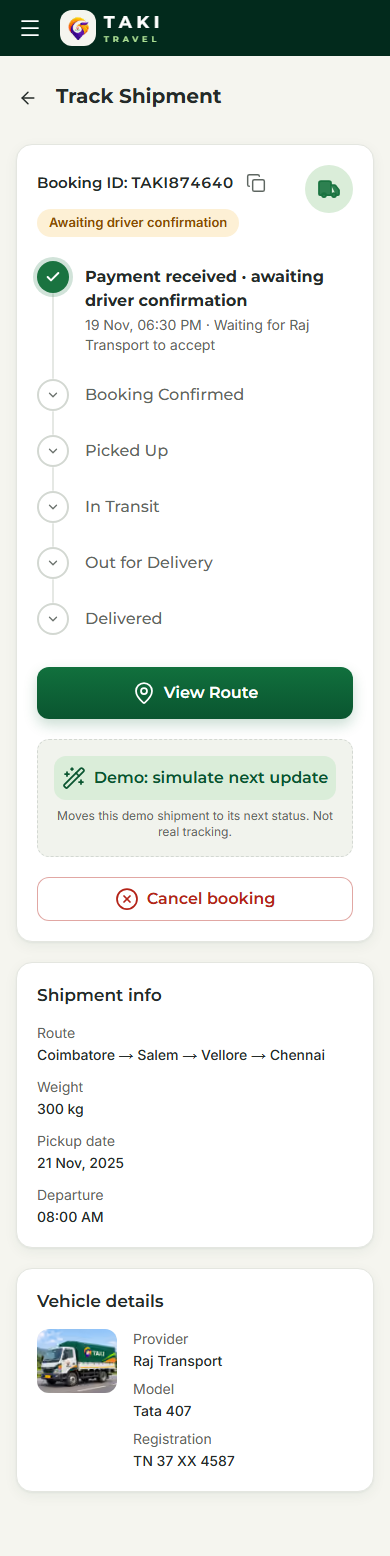 TAKI
TRAVEL
Track Shipment
Booking ID: TAKI874640
Awaiting driver confirmation
Payment received · awaiting
driver confirmation
19 Nov, 06:30 PM · Waiting for Raj
Transport to accept
Booking Confirmed
Picked Up
In Transit
Out for Delivery
Delivered
View Route
Demo: simulate next update
Moves this demo shipment to its next status. Not
real tracking.
Cancel booking
Shipment info
Route
Coimbatore → Salem → Vellore → Chennai
Weight
300 kg
Pickup date
21 Nov, 2025
Departure
08:00 AM
Vehicle details
TAKI
Provider
Raj Transport
Model
Tata 407
Registration
TN 37 XX 4587